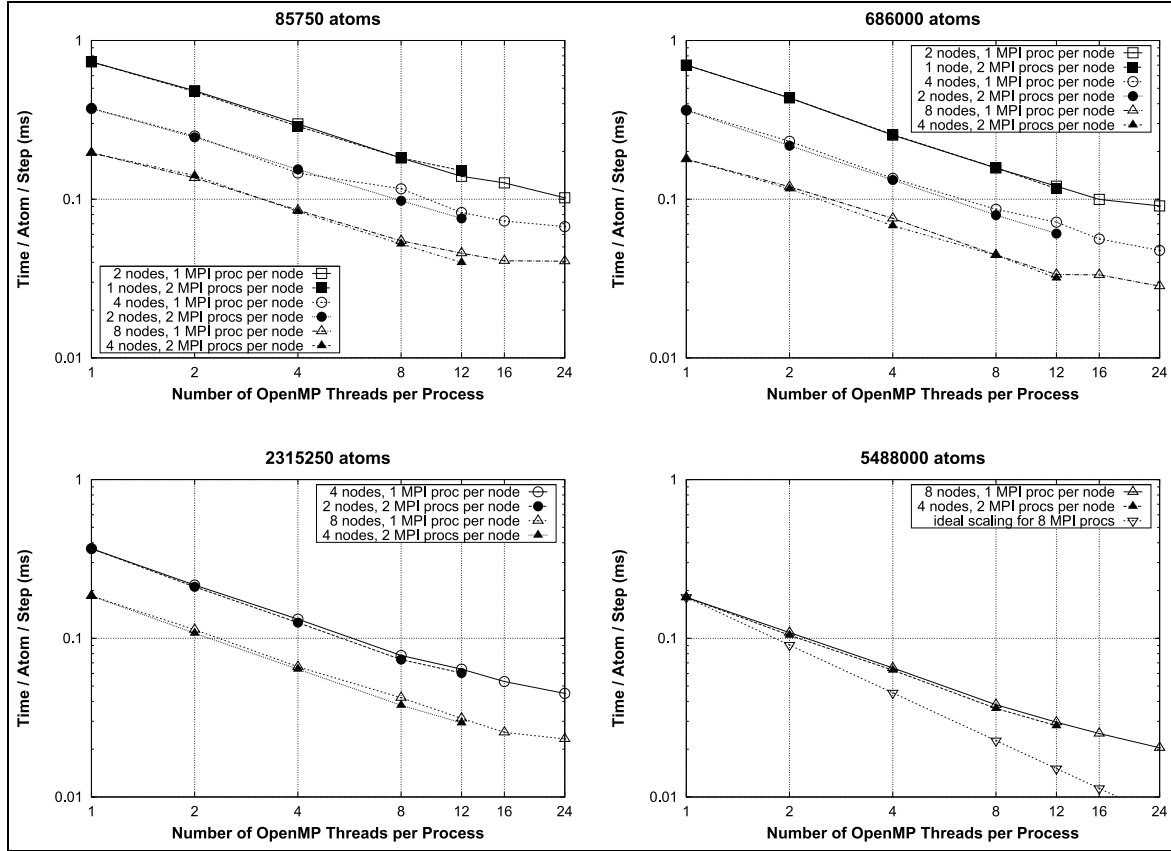 85750 atoms
1
0.1
0.01
Time / Atom / Step (ms)
2 nodes, 1 MPI proc per node
1 nodes, 2 MPI procs per node
4 nodes, 1 MPI proc per node
2 nodes, 2 MPI procs per node
8 nodes, 1 MPI proc per node
4 nodes, 2 MPI procs per node
1 2 4 8 12 16 24
Number of OpenMP Threads per Process
686000 atoms
1
0.1
0.01
Time / Atom / Step (ms)
2 nodes, 1 MPI proc per node
1 node, 2 MPI procs per node
4 nodes, 1 MPI proc per node
2 nodes, 2 MPI procs per node
8 nodes, 1 MPI proc per node
4 nodes, 2 MPI procs per node
1 2 4 8 12 16 24
Number of OpenMP Threads per Process
2315250 atoms
1
0.1
0.01
Time / Atom / Step (ms)
4 nodes, 1 MPI proc per node
2 nodes, 2 MPI procs per node
8 nodes, 1 MPI proc per node
4 nodes, 2 MPI procs per node
1 2 4 8 12 16 24
Number of OpenMP Threads per Process
5488000 atoms
1
0.1
0.01
Time / Atom / Step (ms)
8 nodes, 1 MPI proc per node
4 nodes, 2 MPI procs per node
ideal scaling for 8 MPI procs
1 2 4 8 12 16 24
Number of OpenMP Threads per Process